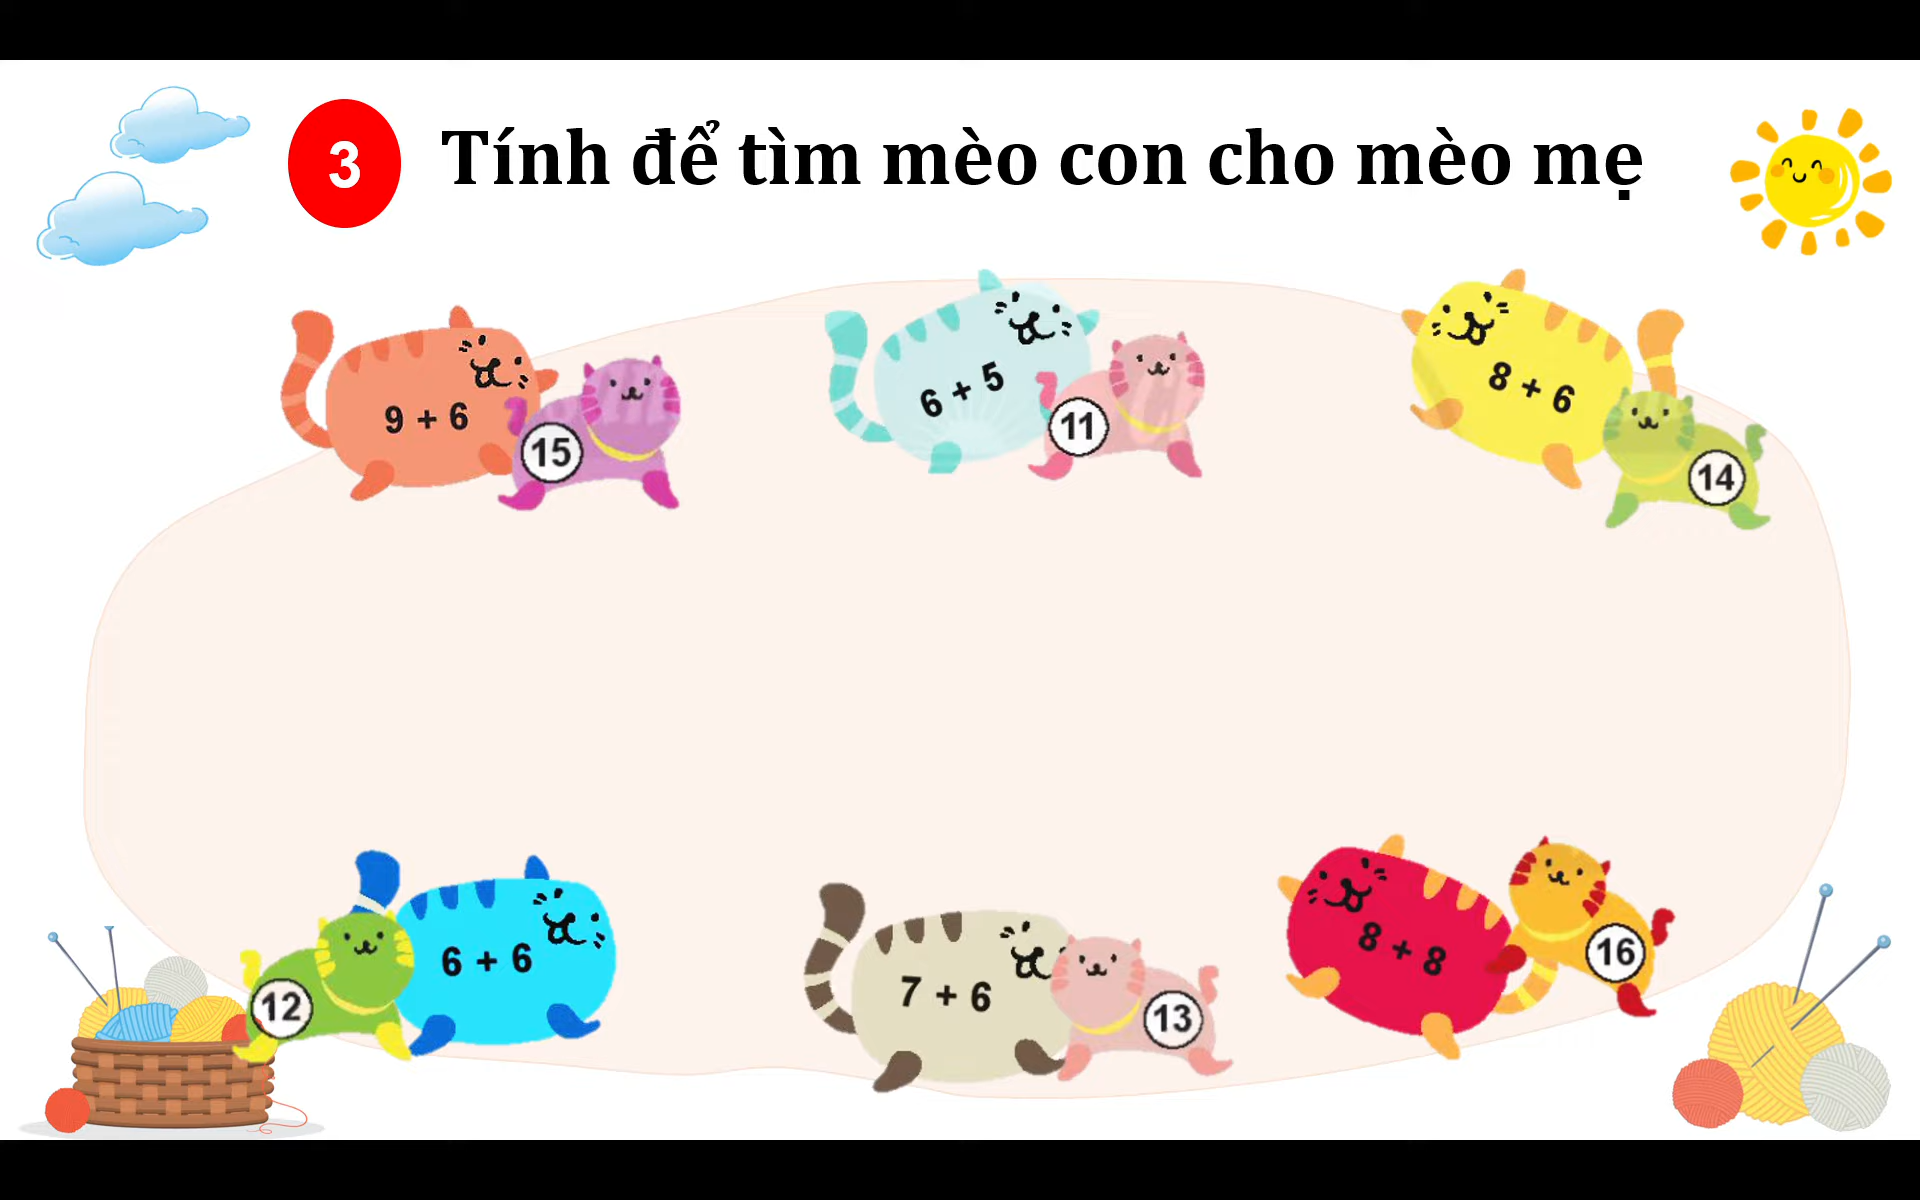 3 Tính để tìm mèo con cho mèo mẹ
9 + 6
15
6 + 5
11
8 + 6
14
6 + 6
12
7 + 6
13
8 + 8
16